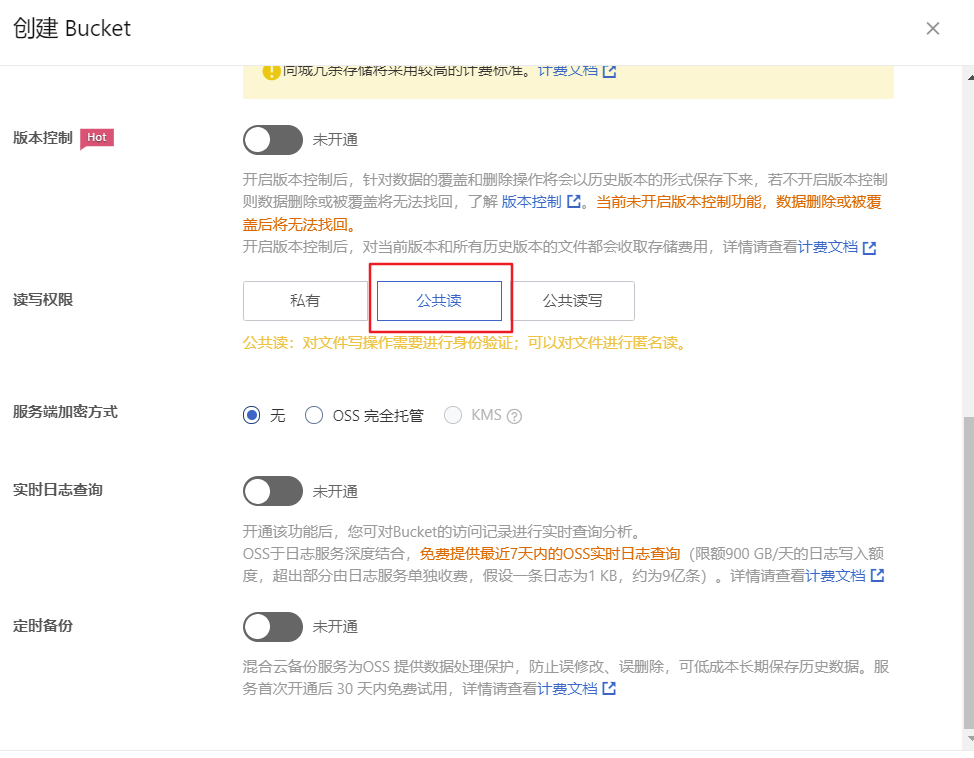 创建 Bucket
同城冗余存储将采用较高的计费标准。计费文档
版本控制 Hot
未开通
开启版本控制后，针对数据的覆盖和删除操作将会以历史版本的形式保存下来，若不开启版本控制
则数据删除或被覆盖将无法找回，了解 版本控制 。当前未开启版本控制功能，数据删除或被覆
盖后将无法找回。
开启版本控制后，对当前版本和所有历史版本的文件都会收取存储费用，详情请查看计费文档
读写权限
私有 公共读 公共读写
公共读：对文件写操作需要进行身份验证；可以对文件进行匿名读。
服务端加密方式
无 OSS 完全托管 KMS ?
实时日志查询
未开通
开通该功能后，您可对Bucket的访问记录进行实时查询分析。
OSS于日志服务深度结合，免费提供最近7天内的OSS实时日志查询（限额900 GB/天的日志写入额
度，超出部分由日志服务单独收费，假设一条日志为1 KB，约为9亿条）。详情请查看计费文档
定时备份
未开通
混合云备份服务为OSS 提供数据处理保护，防止误修改、误删除，可低成本长期保存历史数据。服
务首次开通后 30 天内免费试用，详情请查看计费文档